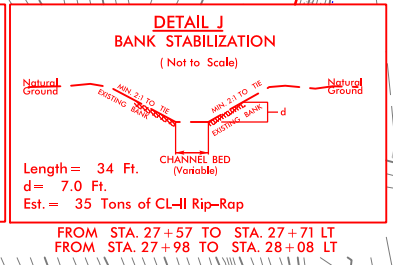 DETAIL J
BANK STABILIZATION
( Not to Scale)
Natural
Ground
MIN. 2:1 TO TIE
EXISTING BANK
MIN. 2:1 TO TIE
EXISTING BANK
d
Natural
Ground
CHANNEL BED
(Variable)
Length= 34 Ft.
d= 7.0 Ft.
Est.= 35 Tons of CL-II Rip-Rap
FROM STA. 27+57 TO STA. 27+71 LT
FROM STA. 27+98 TO STA. 28+08 LT